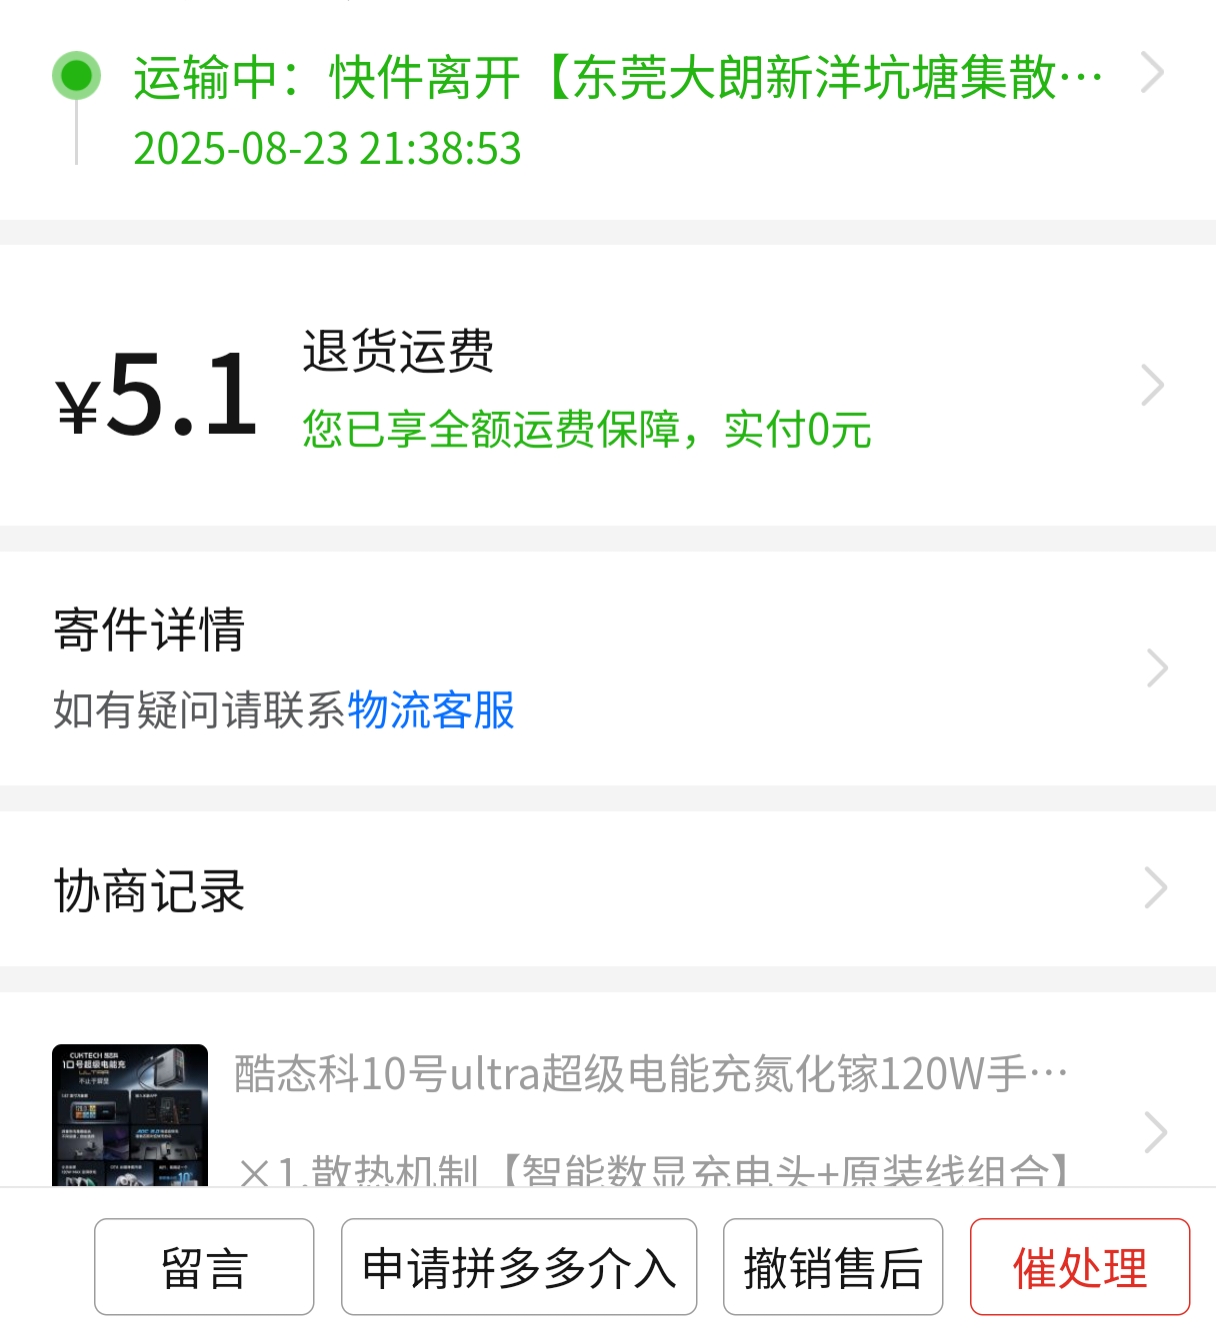 运输中：快件离开【东莞大朗新洋坑塘集散…
2025-08-23 21:38:53
¥5.1
退货运费
您已享全额运费保障，实付0元
寄件详情
如有疑问请联系物流客服
协商记录
CUKTECH 酷态科
10号超级电能充
ULTRA
不止于屏显
酷态科10号ultra超级电能充氮化镓120W手…
×1,散热机制【智能数显充电头+原装线组合】
留言
申请拼多多介入
撤销售后
催处理